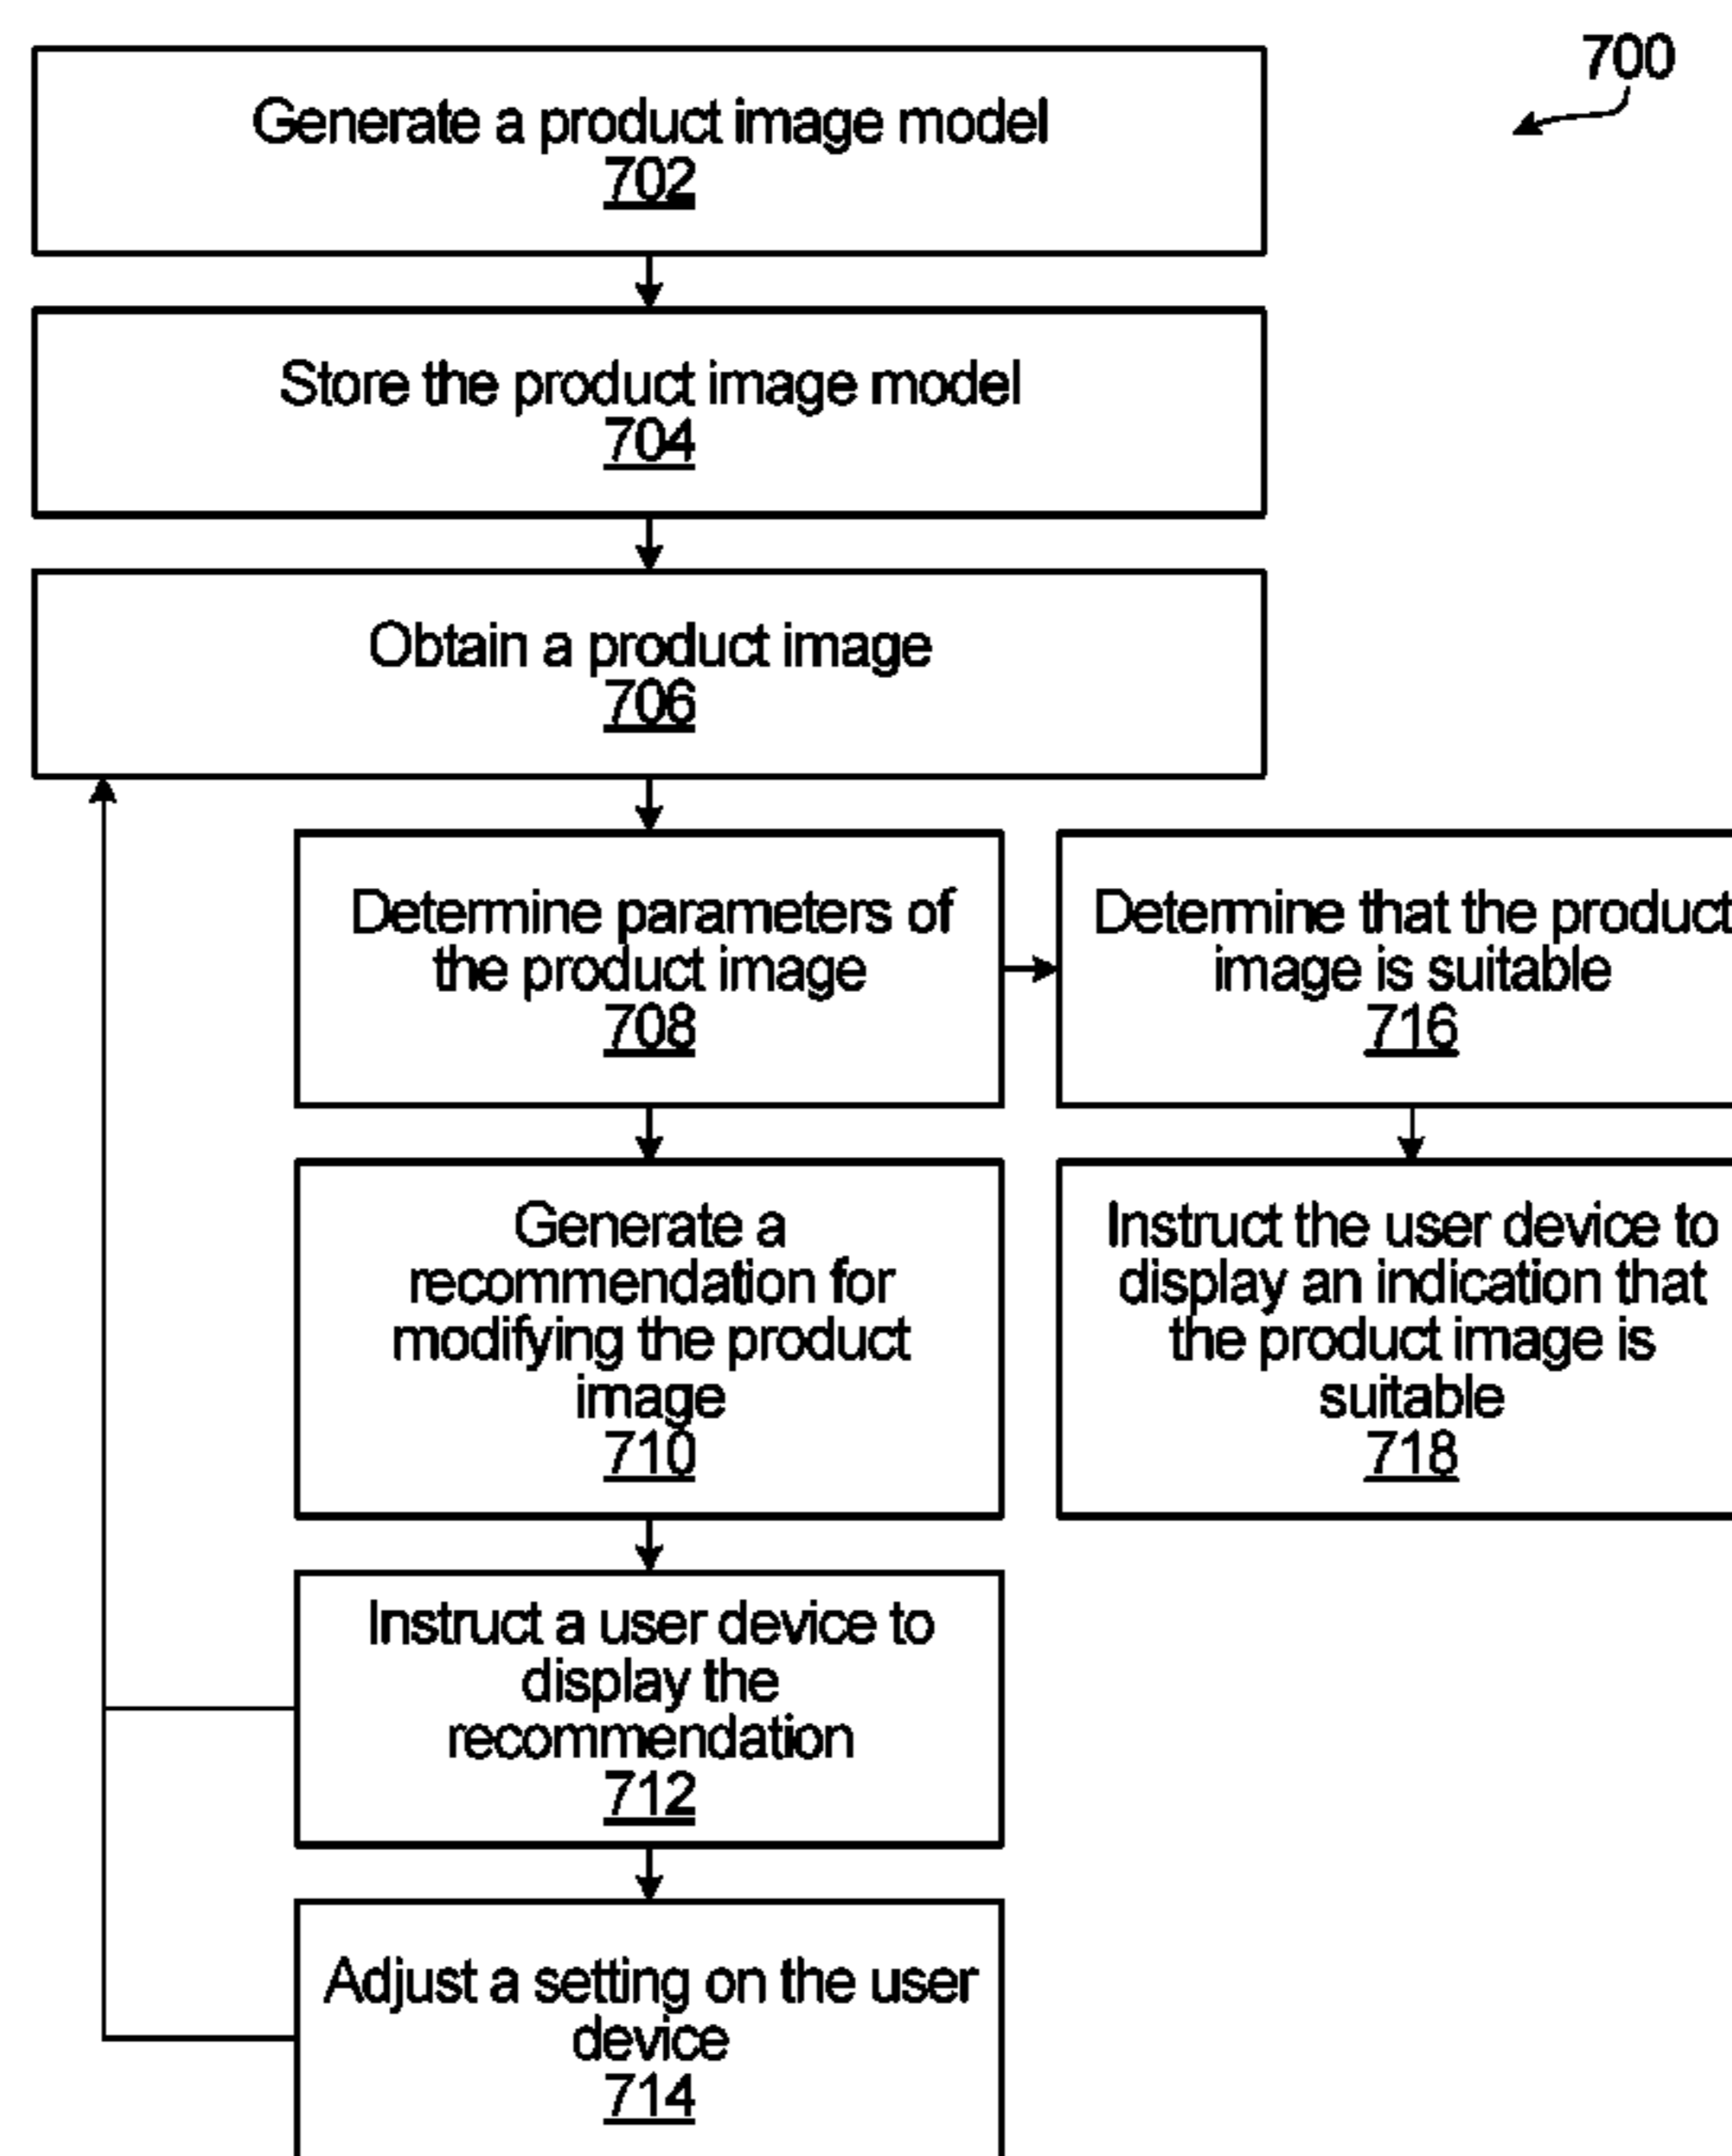 700
Generate a product image model
702
Store the product image model
704
Obtain a product image
706
Determine parameters of
the product image
708
Determine that the product
image is suitable
716
Generate a
recommendation for
modifying the product
image
710
Instruct the user device to
display an indication that
the product image is
suitable
718
Instruct a user device to
display the
recommendation
712
Adjust a setting on the user
device
714